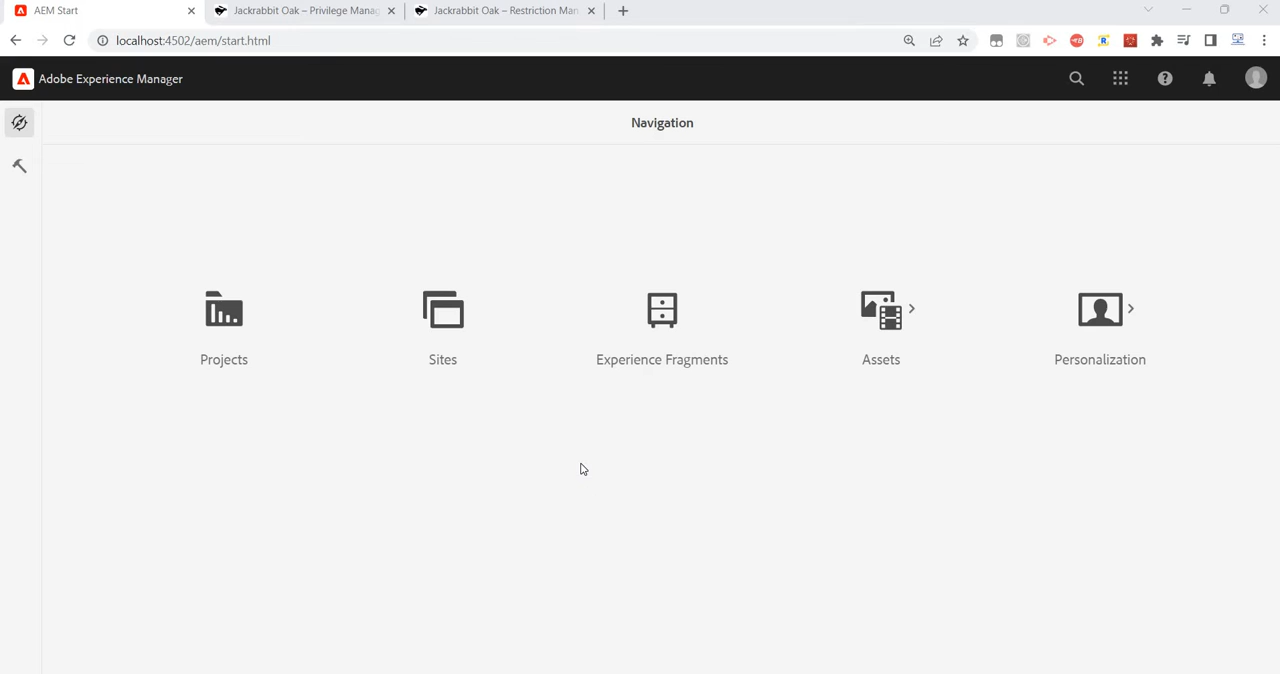 AEM Start
Jackrabbit Oak – Privilege Manag
Jackrabbit Oak – Restriction Man
localhost:4502/aem/start.html
Adobe Experience Manager
Navigation
Projects
Sites
Experience Fragments
Assets
Personalization